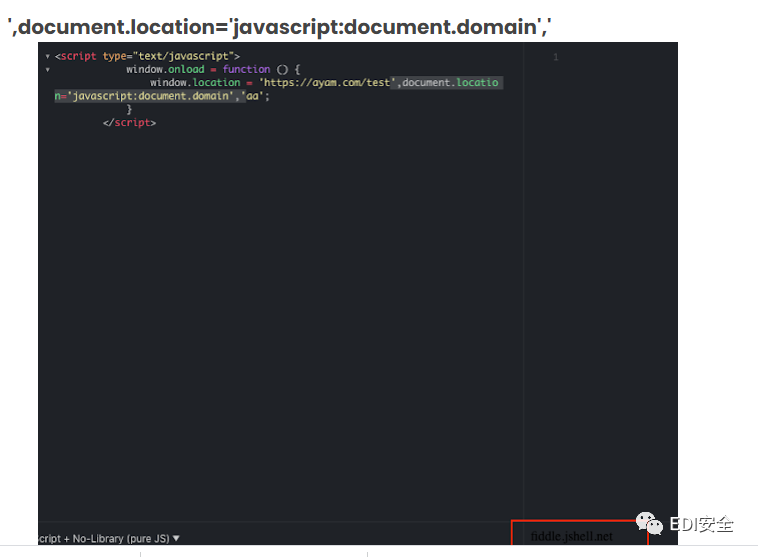 ',document.location='javascript:document.domain','
<script type="text/javascript">
window.onload = function () {
window.location = 'https://ayam.com/test',document.locatio
n='javascript:document.domain','aa';
}
</script>
1
cript + No-Library (pure JS) ▼
fiddle.jshell.net
EDI安全